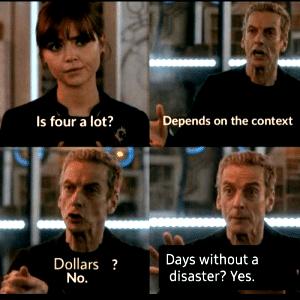 Is four a lot?
Depends on the context
Dollars ?
No.
Days without a
disaster? Yes.